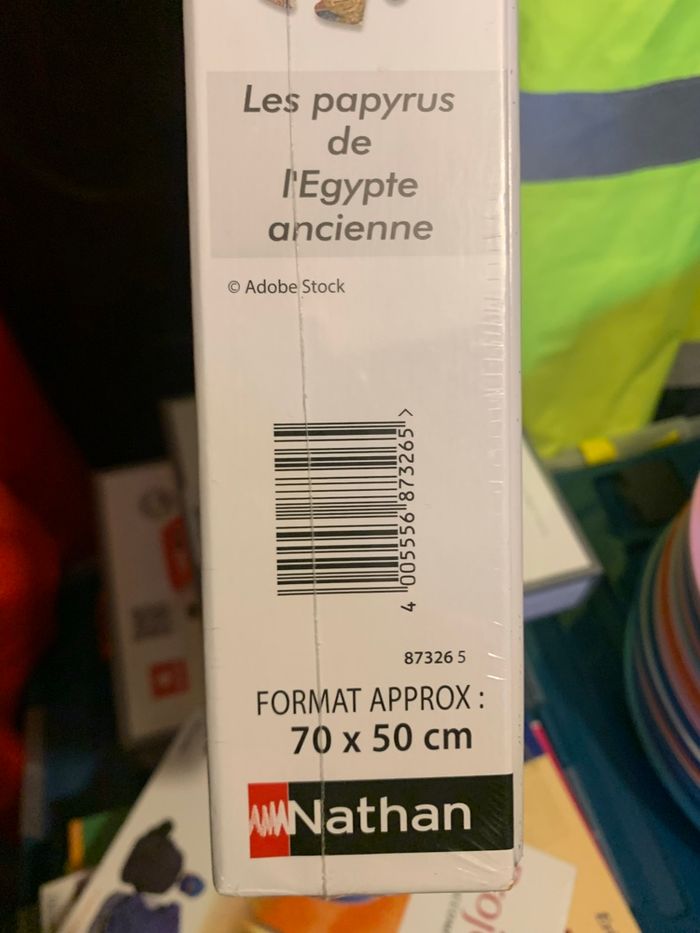 Les papyrus
de
l'Egypte
ancienne
© Adobe Stock
4 005556 873265 >
87326 5
FORMAT APPROX :
70 x 50 cm
Nathan